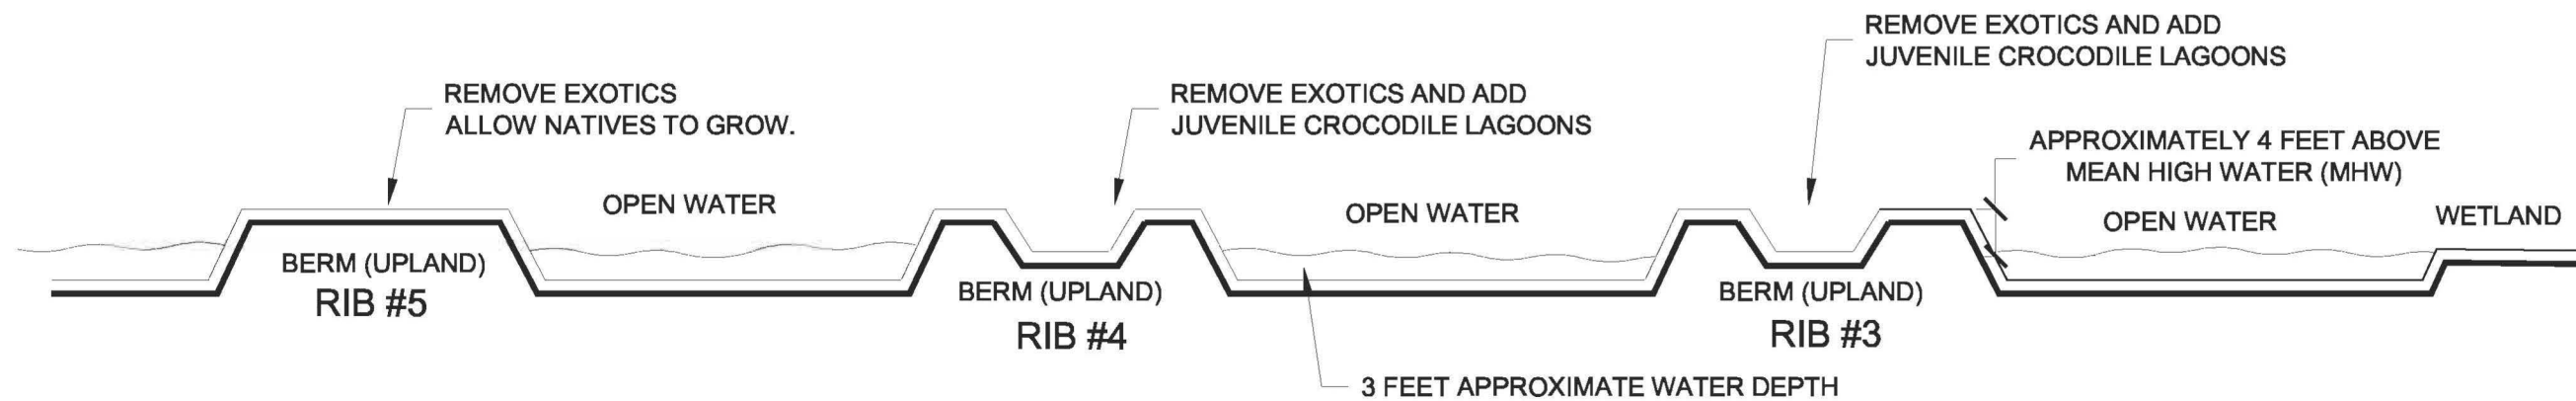 REMOVE EXOTICS
ALLOW NATIVES TO GROW.
OPEN WATER
BERM (UPLAND)
RIB #5
REMOVE EXOTICS AND ADD
JUVENILE CROCODILE LAGOONS
BERM (UPLAND)
RIB #4
OPEN WATER
3 FEET APPROXIMATE WATER DEPTH
REMOVE EXOTICS AND ADD
JUVENILE CROCODILE LAGOONS
BERM (UPLAND)
RIB #3
APPROXIMATELY 4 FEET ABOVE
MEAN HIGH WATER (MHW)
OPEN WATER
WETLAND